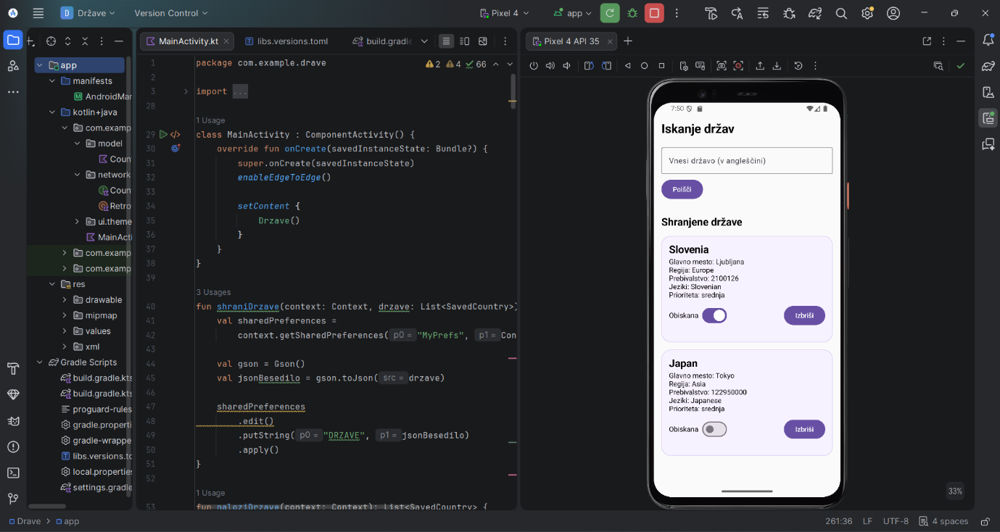 D Države
Version Control
Pixel 4
app
app
manifests
AndroidMan
kotlin+java
com.examp
model
Coun
network
Coun
Retro
ui.theme
MainActi
com.examp
com.examp
res
drawable
mipmap
values
xml
Gradle Scripts
build.gradle.kts
build.gradle.kts
proguard-rules
gradle.properti
gradle-wrappe
libs.versions.to
local.properties
settings.gradle
MainActivity.kt
libs.versions.toml
build.gradle
2 4 66
1 package com.example.drave
2
3 import ...
28
1 Usage
29 class MainActivity : ComponentActivity() {
30 override fun onCreate(savedInstanceState: Bundle?) {
31 super.onCreate(savedInstanceState)
32 enableEdgeToEdge()
33
34 setContent {
35 Drzave()
36 }
37 }
38 }
39
3 Usages
40 fun shraniDrzave(context: Context, drzave: List<SavedCountry>)
41 val sharedPreferences =
42 context.getSharedPreferences( p0 = "MyPrefs", p1 = Con
43
44 val gson = Gson()
45 val jsonBesedilo = gson.toJson( src = drzave)
46
47 sharedPreferences
48 .edit()
49 .putString( p0 = "DRZAVE", p1 = jsonBesedilo)
50 .apply()
51 }
52
1 Usage
53 fun naloziDrzave(context: Context): List<SavedCountry> {
Pixel 4 API 35
7:50
Iskanje držav
Vnesi državo (v angleščini)
Poišči
Shranjene države
Slovenia
Glavno mesto: Ljubljana
Regija: Europe
Prebivalstvo: 2100126
Jeziki: Slovenian
Prioriteta: srednja
Obiskana
Izbriši
Japan
Glavno mesto: Tokyo
Regija: Asia
Prebivalstvo: 122950000
Jeziki: Japanese
Prioriteta: srednja
Obiskana
Izbriši
33%
Drave > app
261:36 LF UTF-8 4 spaces